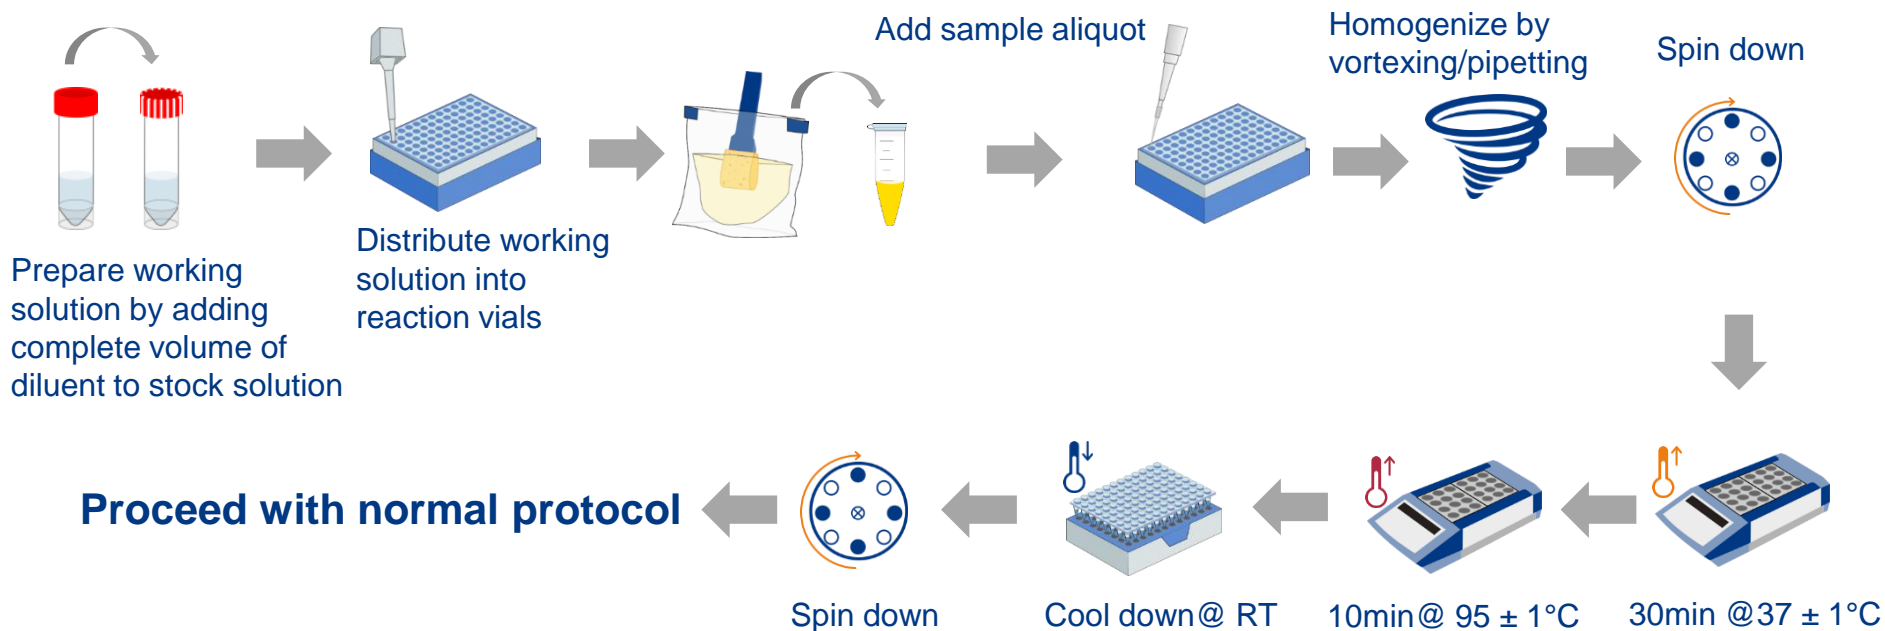 Prepare working
solution by adding
complete volume of
diluent to stock solution
Distribute working
solution into
reaction vials
Add sample aliquot
Homogenize by
vortexing/pipetting
Spin down
30min @37 ± 1°C
10min@ 95 ± 1°C
Cool down@ RT
Spin down
Proceed with normal protocol